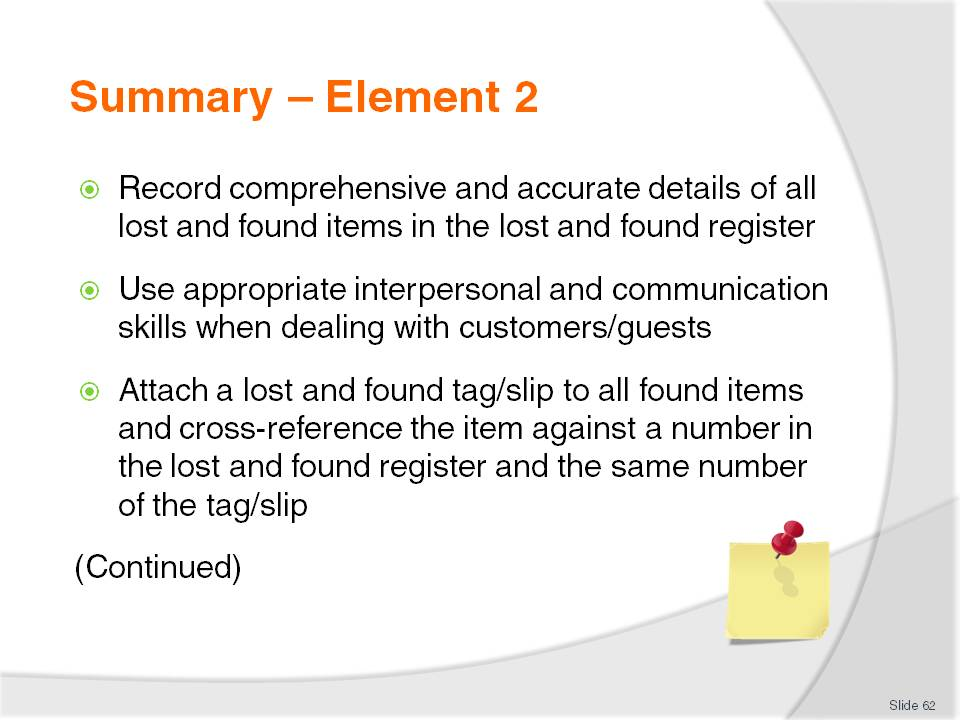 Summary – Element 2
Record comprehensive and accurate details of all
lost and found items in the lost and found register
Use appropriate interpersonal and communication
skills when dealing with customers/guests
Attach a lost and found tag/slip to all found items
and cross-reference the item against a number in
the lost and found register and the same number
of the tag/slip
(Continued)
Slide 62